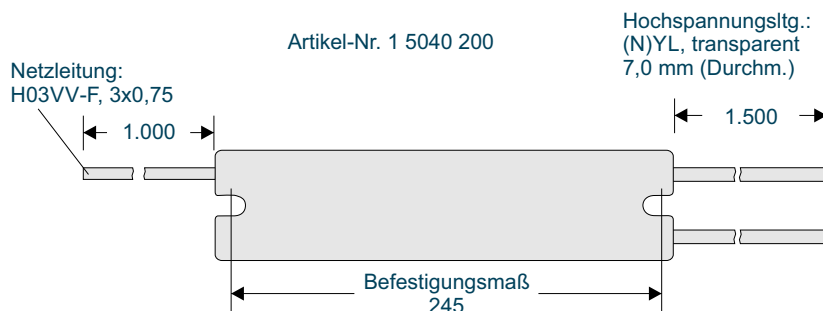 Artikel-Nr. 1 5040 200
Hochspannungsltg.:
(N)YL, transparent
7,0 mm (Durchm.)
Netzleitung:
H03VV-F, 3x0,75
1.000
1.500
Befestigungsmaß
245